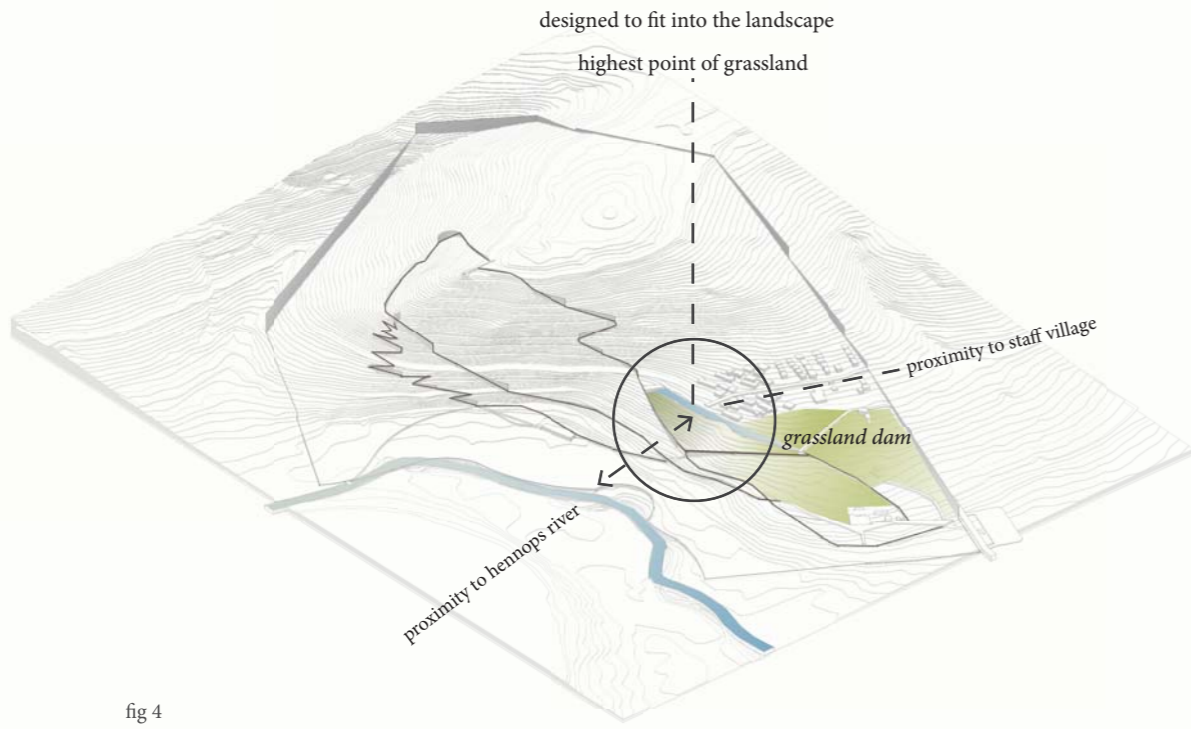 designed to fit into the landscape
highest point of grassland
proximity to staff village
grassland dam
proximity to hennops river
fig 4